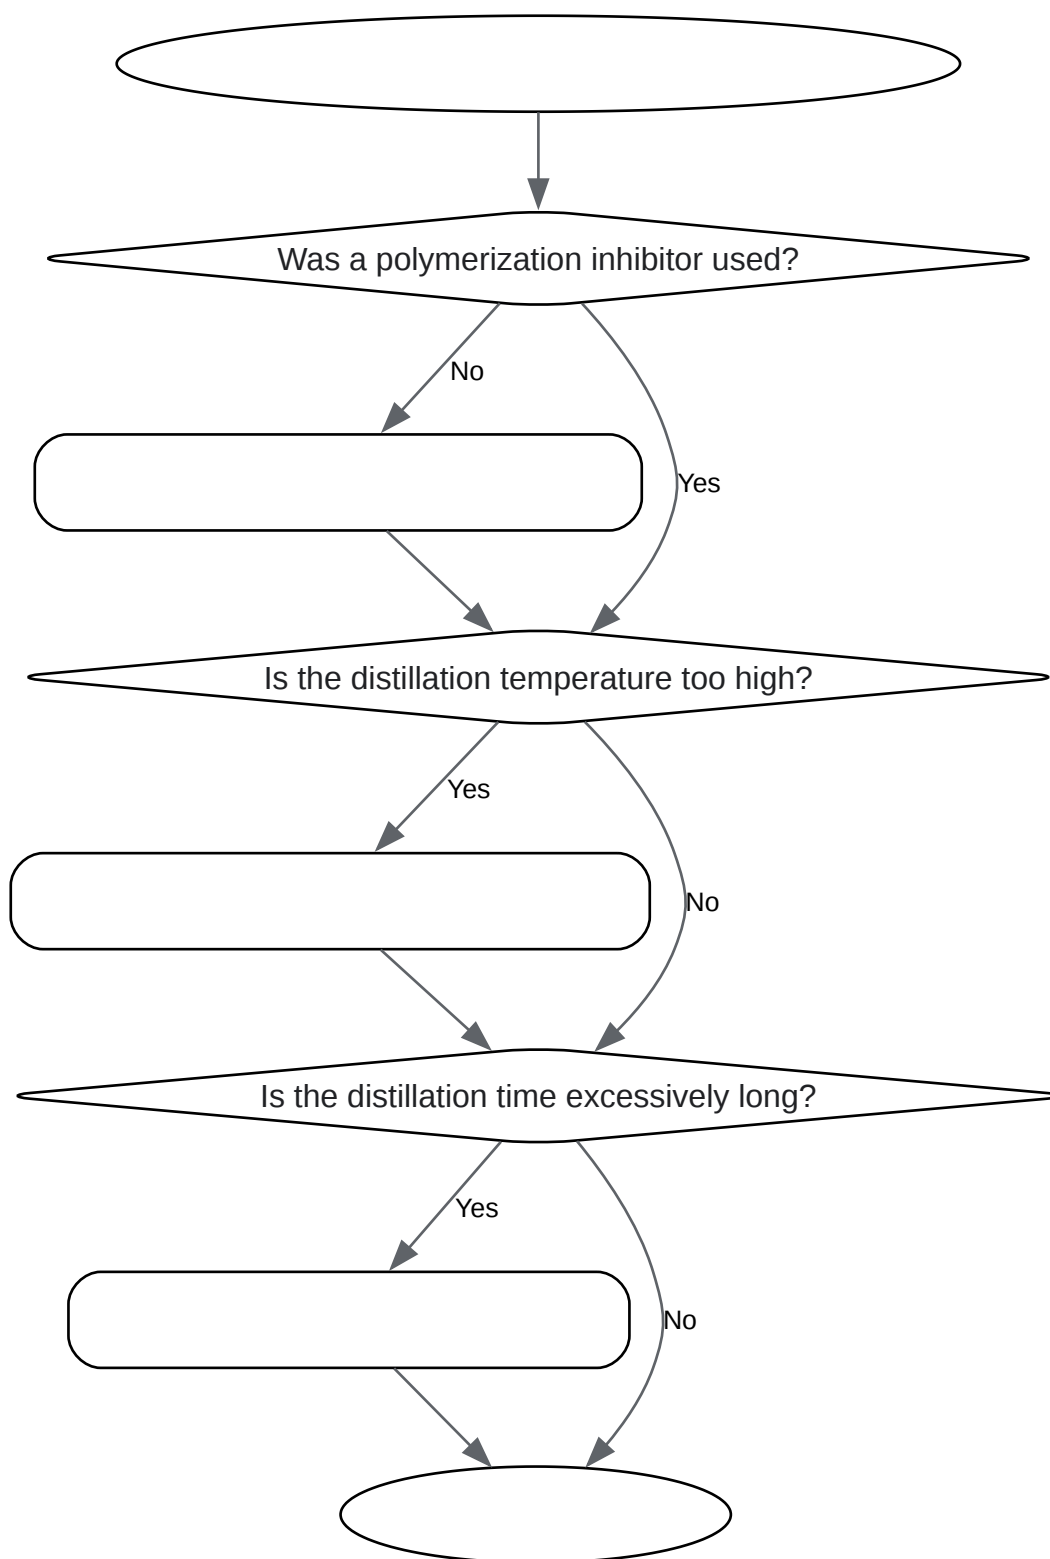 Was a polymerization inhibitor used?
No
Yes
Is the distillation temperature too high?
Yes
No
Is the distillation time excessively long?
Yes
No